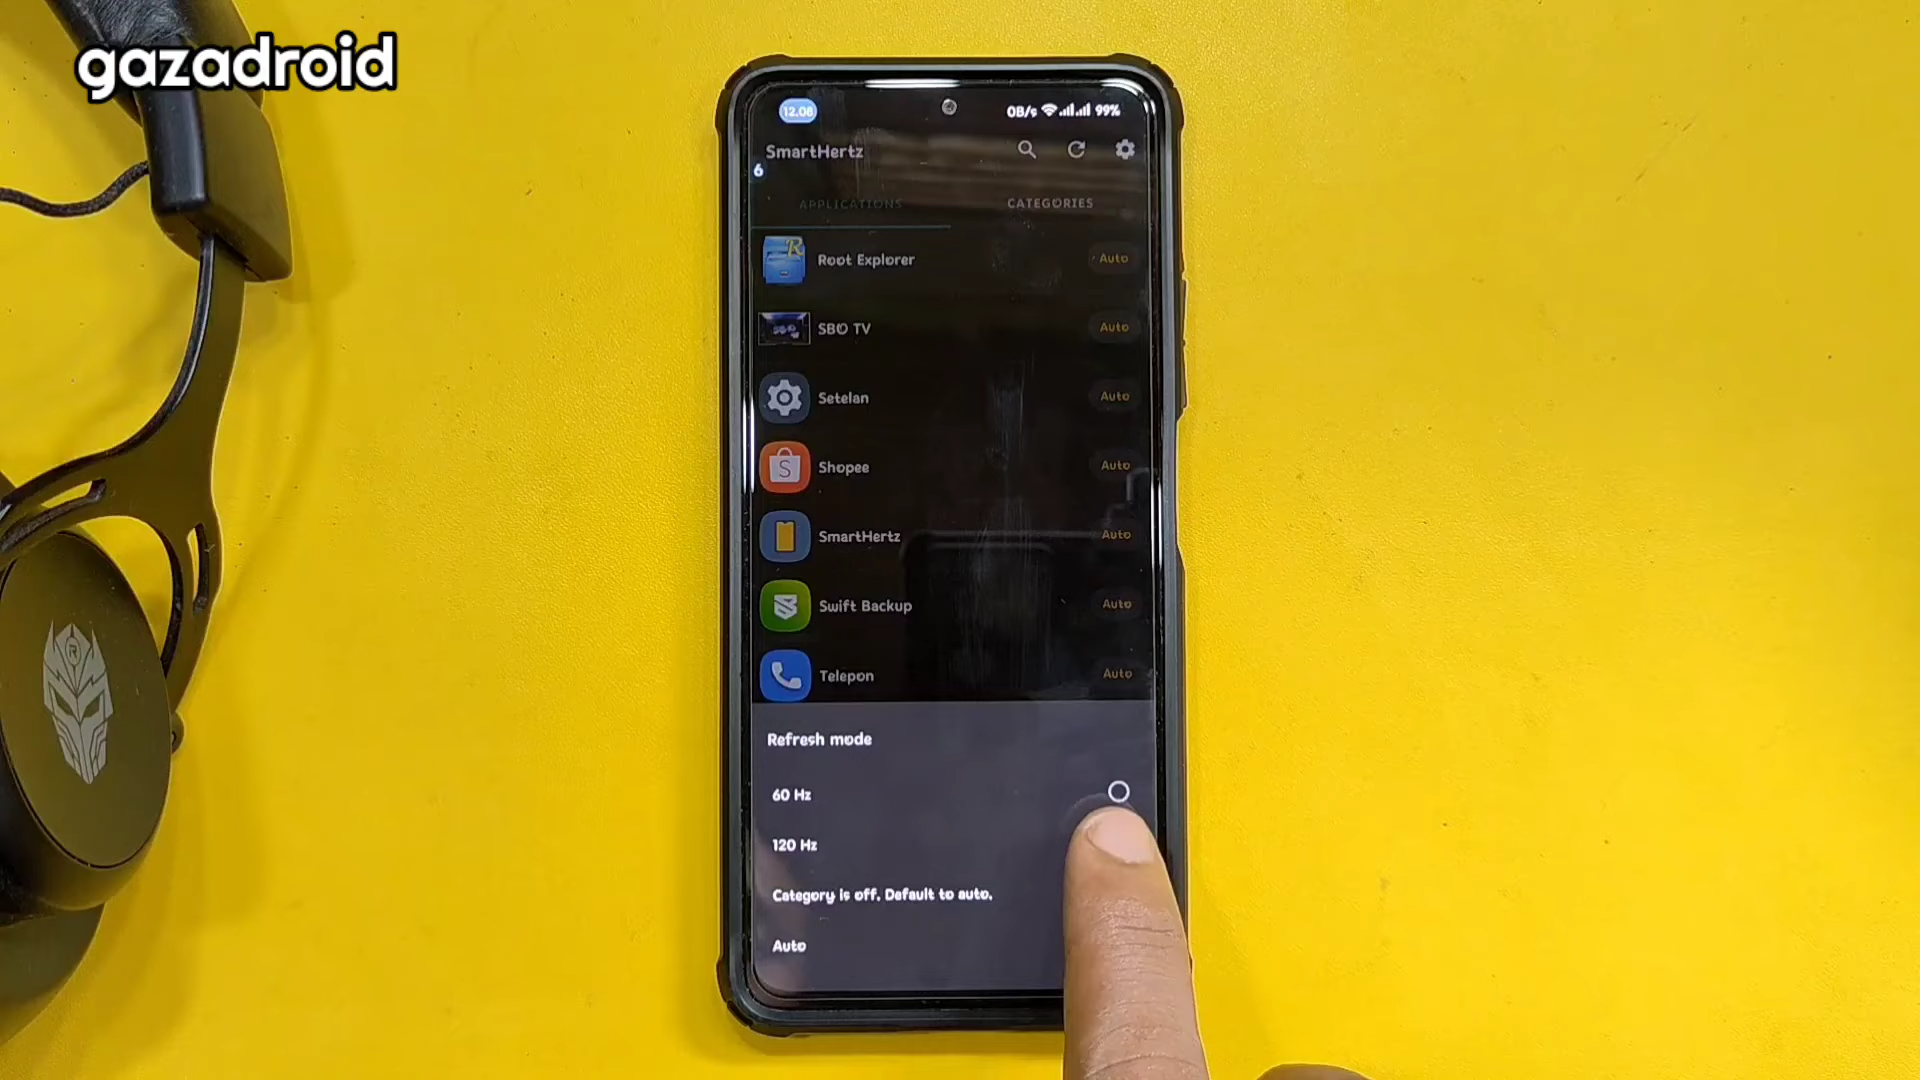 gazadroid
12.08
0B/s 99%
SmartHertz
6
APPLICATIONS
CATEGORIES
Root Explorer
Auto
SBO TV
Auto
Setelan
Auto
Shopee
Auto
SmartHertz
Auto
Swift Backup
Auto
Telepon
Auto
Refresh mode
60 Hz
120 Hz
Category is off. Default to auto.
Auto